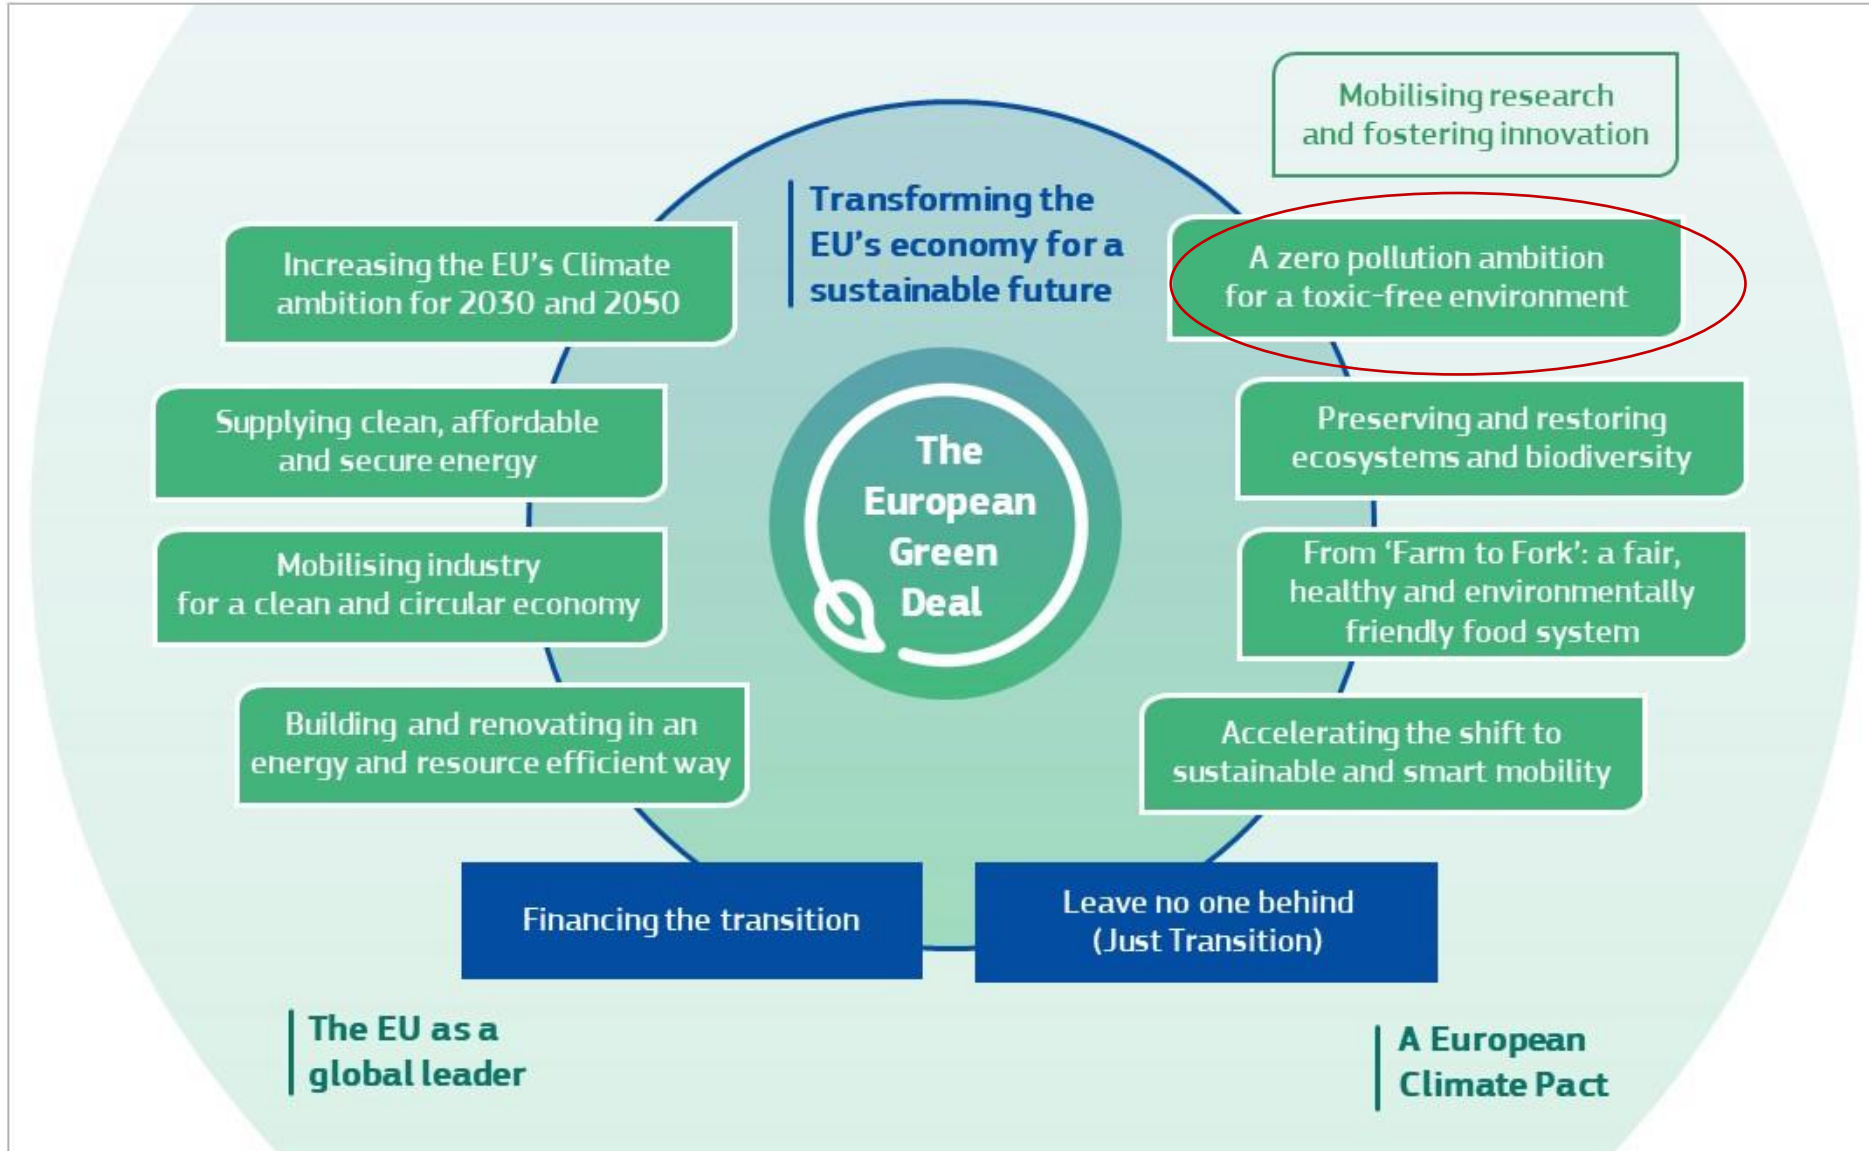 Mobilising research
and fostering innovation
Transforming the
EU's economy for a
sustainable future
Increasing the EU's Climate
ambition for 2030 and 2050
Supplying clean, affordable
and secure energy
Mobilising industry
for a clean and circular economy
Building and renovating in an
energy and resource efficient way
The
European
Green
Deal
A zero pollution ambition
for a toxic-free environment
Preserving and restoring
ecosystems and biodiversity
From ‘Farm to Fork’: a fair,
healthy and environmentally
friendly food system
Accelerating the shift to
sustainable and smart mobility
Financing the transition
Leave no one behind
(Just Transition)
The EU as a
global leader
A European
Climate Pact